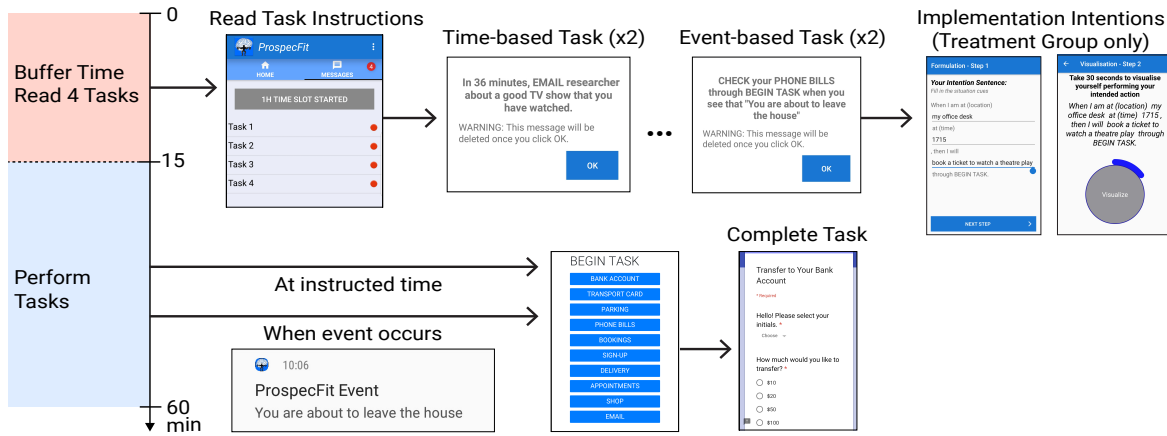 0
Buffer Time
Read 4 Tasks
15
Perform
Tasks
60
min
Read Task Instructions
ProspecFit
HOME
MESSAGES
4
1H TIME SLOT STARTED
Task 1
Task 2
Task 3
Task 4
Time-based Task (x2)
In 36 minutes, EMAIL researcher
about a good TV show that you
have watched.
WARNING: This message will be
deleted once you click OK.
OK
•••
Event-based Task (x2)
CHECK your PHONE BILLS
through BEGIN TASK when you
see that "You are about to leave
the house"
WARNING: This message will be
deleted once you click OK.
OK
Implementation Intentions
(Treatment Group only)
Formulation - Step 1
Your Intention Sentence:
Fill in the situation cues
When I am at (location)
my office desk
at (time)
1715
, then I will
book a ticket to watch a theatre play
through BEGIN TASK.
NEXT STEP
Visualisation - Step 2
Take 30 seconds to visualise
yourself performing your
intended action
When I am at (location) my
office desk at (time) 1715 ,
then I will book a ticket to
watch a theatre play through
BEGIN TASK.
Visualize
At instructed time
When event occurs
10:06
ProspecFit Event
You are about to leave the house
BEGIN TASK
BANK ACCOUNT
TRANSPORT CARD
PARKING
PHONE BILLS
BOOKINGS
SIGN-UP
DELIVERY
APPOINTMENTS
SHOP
EMAIL
Complete Task
Transfer to Your Bank
Account
* Required
Hello! Please select your
initials. *
Choose
How much would you like to
transfer? *
$10
$20
$50
$100